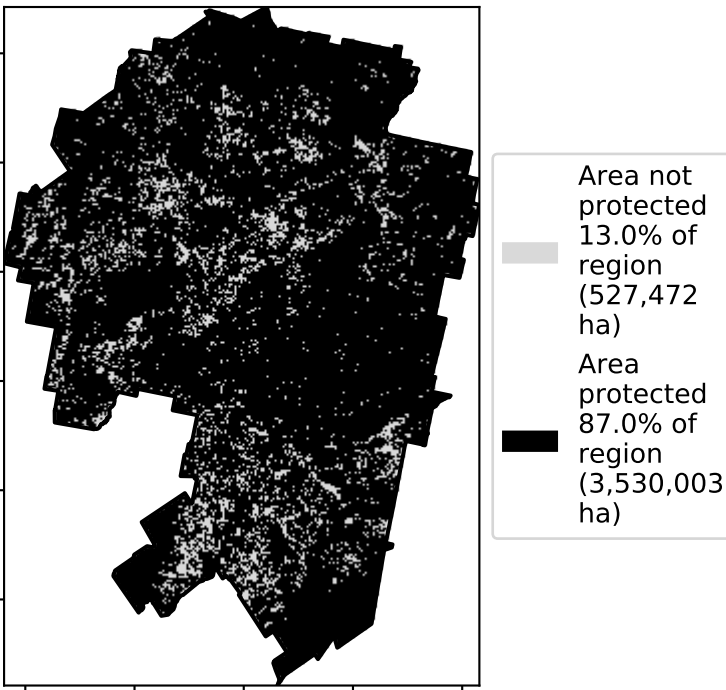 Area not
protected
13.0% of
region
(527,472
ha)
Area
protected
87.0% of
region
(3,530,003
ha)